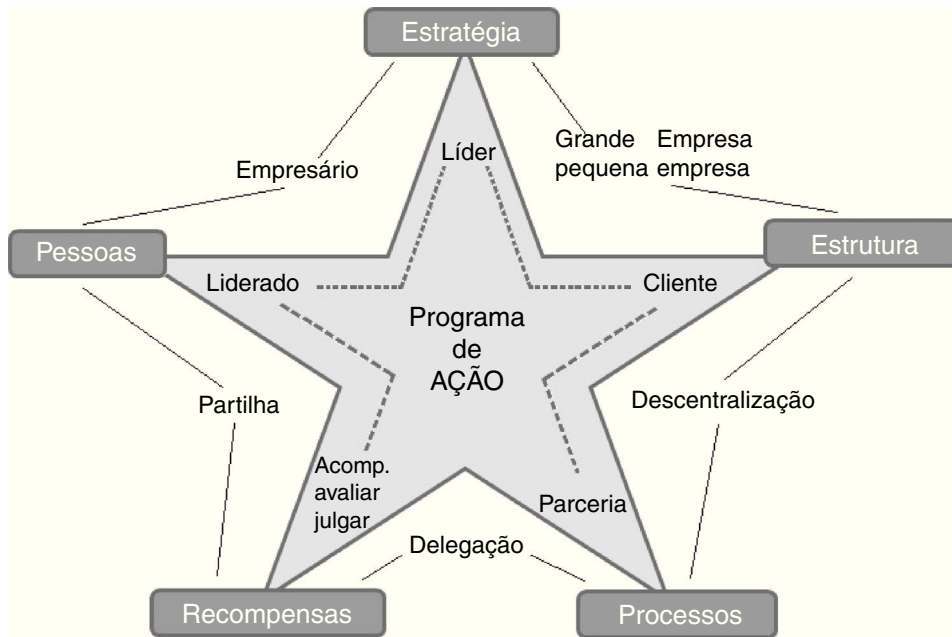 Estratégia
Grande Empresa
pequena empresa
Líder
Empresário
Pessoas
Estrutura
Liderado
Cliente
Programa
de
AÇÃO
Partilha
Descentralização
Acomp.
avaliar
julgar
Parceria
Delegação
Recompensas
Processos